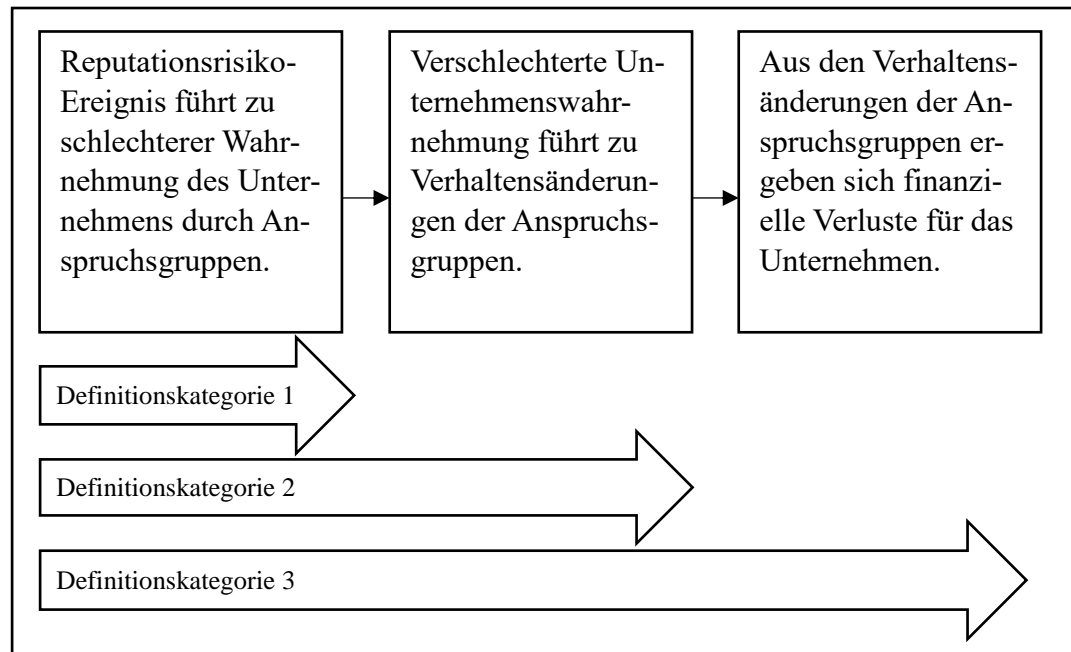 Reputationsrisiko-
Ereignis führt zu
schlechterer Wahr-
nehmung des Unter-
nehmens durch An-
spruchsgruppen.
Verschlechterte Un-
ternehmenswahr-
nehmung führt zu
Verhaltensänderun-
gen der Anspruchs-
gruppen.
Aus den Verhaltens-
änderungen der An-
spruchsgruppen er-
geben sich finanzi-
elle Verluste für das
Unternehmen.
Definitionskategorie 1
Definitionskategorie 2
Definitionskategorie 3